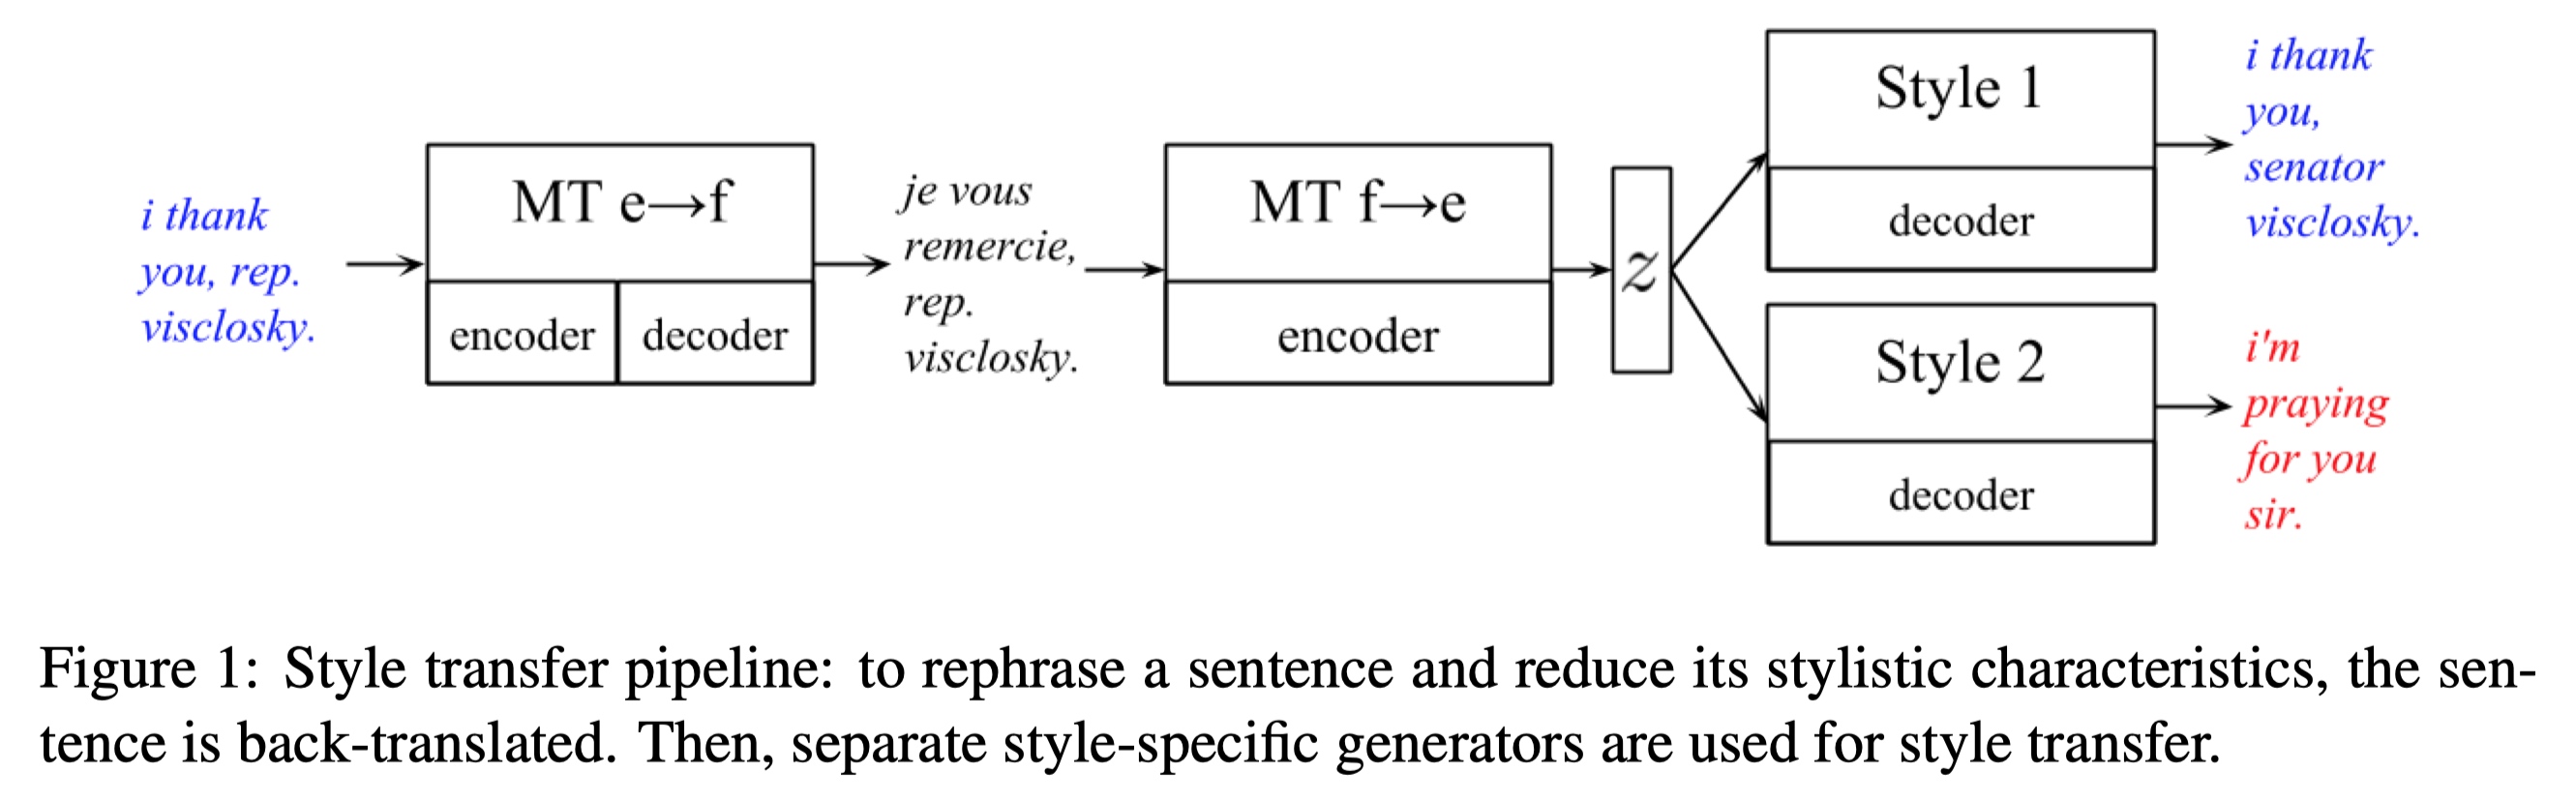 i thank
you, rep.
visclosky.
MT e→f
encoder
decoder
je vous
remercie,
rep.
visclosky.
MT f→e
encoder
z
Style 1
decoder
i thank
you,
senator
visclosky.
Style 2
decoder
i'm
praying
for you
sir.
Figure 1: Style transfer pipeline: to rephrase a sentence and reduce its stylistic characteristics, the sen-
tence is back-translated. Then, separate style-specific generators are used for style transfer.